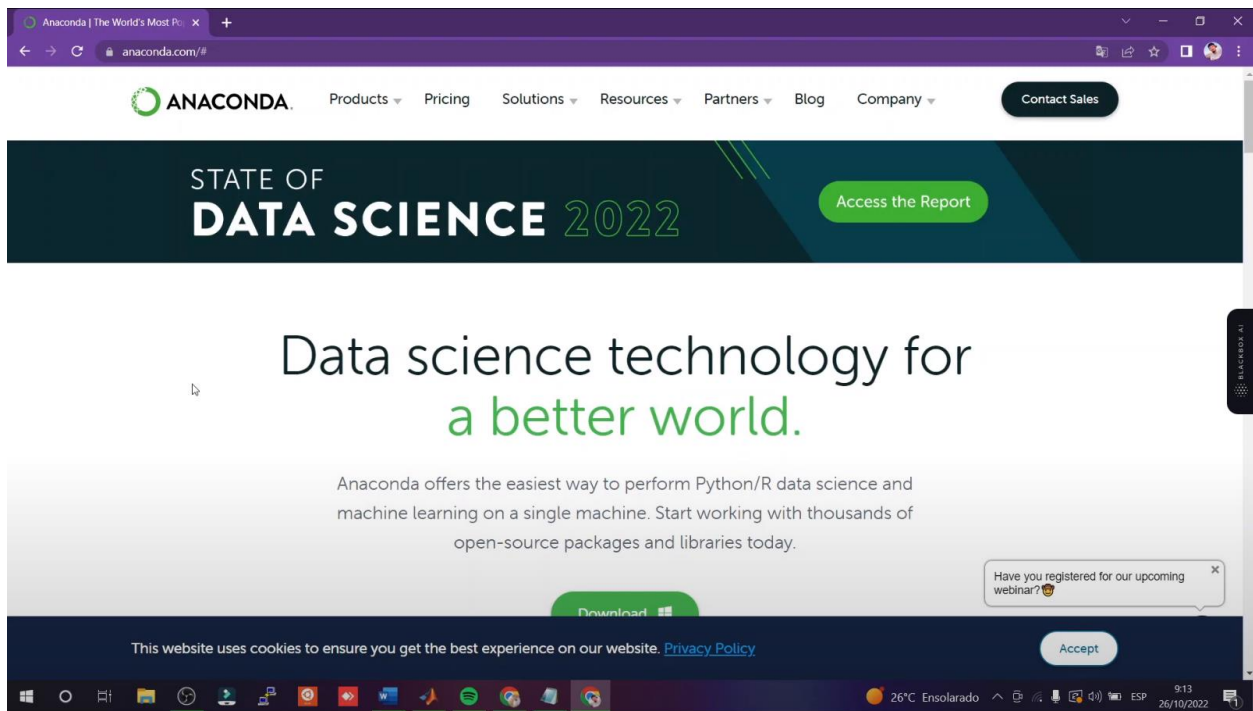 Anaconda | The World's Most Po
anaconda.com/#
ANACONDA.
Products
Pricing
Solutions
Resources
Partners
Blog
Company
Contact Sales
STATE OF
DATA SCIENCE 2022
Access the Report
Data science technology for
a better world.
Anaconda offers the easiest way to perform Python/R data science and
machine learning on a single machine. Start working with thousands of
open-source packages and libraries today.
Download
BLACKBOX AI
Have you registered for our upcoming
webinar?🤠
This website uses cookies to ensure you get the best experience on our website. Privacy Policy
Accept
26°C Ensolarado
ESP
9:13
26/10/2022